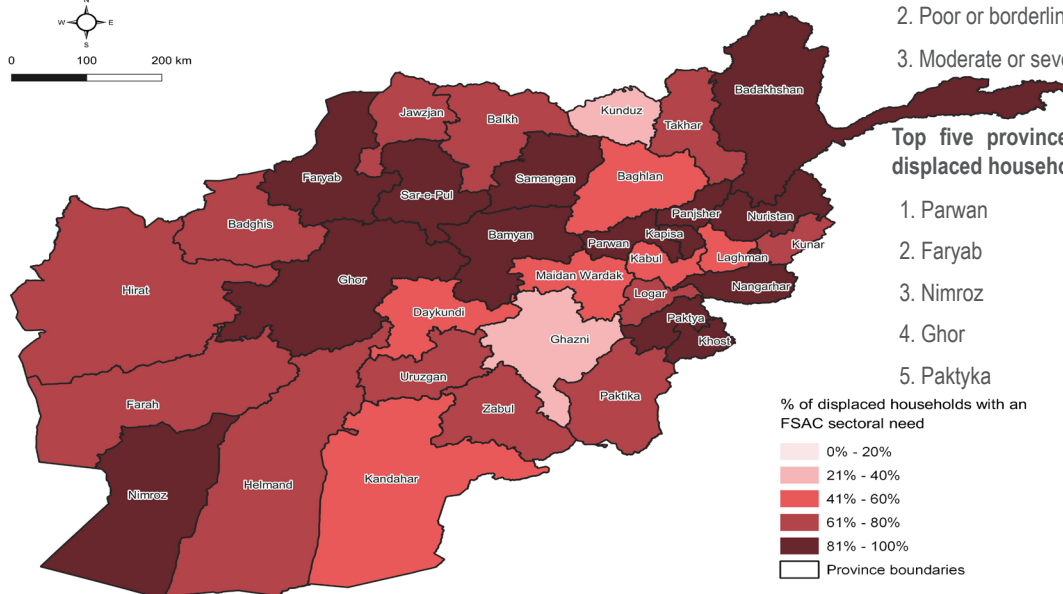 N
W E
S
0 100 200 km
2. Poor or borderlin
3. Moderate or seve
Badakhshan
Jawzjan
Balkh
Kunduz
Takhar
Faryab
Sar-e-Pul
Samangan
Baghlan
Top five province
displaced househo
Badghis
Panjsher
Nuristan
Bamyan
Parwan
Kapisa
Kunar
1. Parwan
Hirat
Ghor
Maidan Wardak
Kabul
Laghman
2. Faryab
Nangarhar
Logar
3. Nimroz
Daykundi
Paktya
Ghazni
Khost
4. Ghor
Uruzgan
5. Paktyka
Farah
Zabul
Paktika
% of displaced households with an
FSAC sectoral need
0% - 20%
21% - 40%
41% - 60%
61% - 80%
81% - 100%
Province boundaries
Nimroz
Helmand
Kandahar